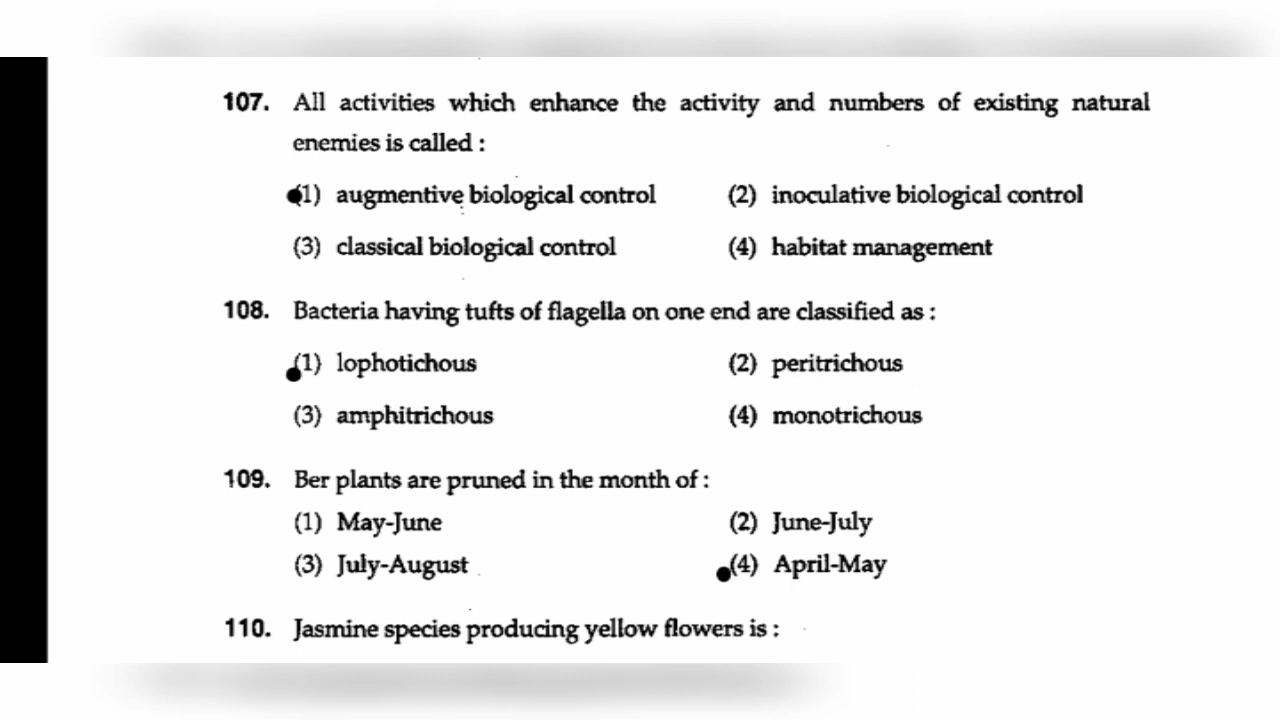 107. All activities which enhance the activity and numbers of existing natural
enemies is called :
(1) augmentive biological control (2) inoculative biological control
(3) classical biological control (4) habitat management
108. Bacteria having tufts of flagella on one end are classified as :
(1) lophotichous (2) peritrichous
(3) amphitrichous (4) monotrichous
109. Ber plants are pruned in the month of :
(1) May-June (2) June-July
(3) July-August (4) April-May
110. Jasmine species producing yellow flowers is :